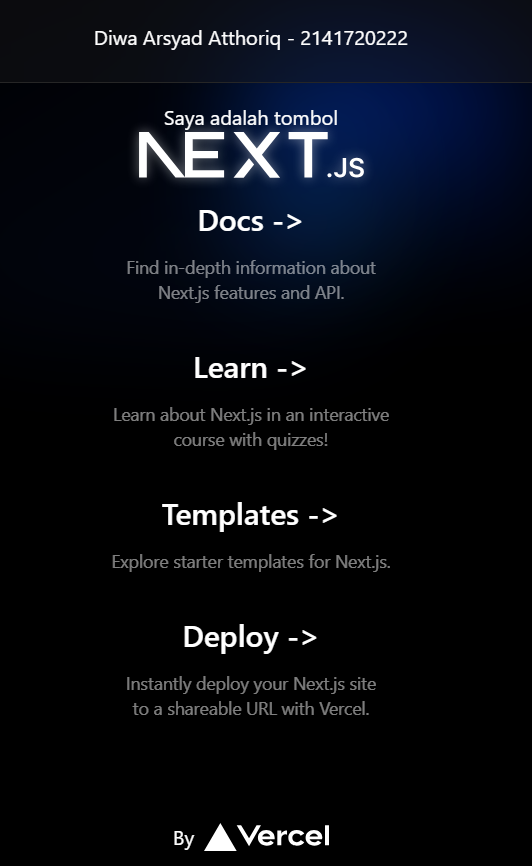 Diwa Arsyad Atthoriq - 2141720222
Saya adalah tombol
NEXT.JS
Docs ->
Find in-depth information about
Next.js features and API.
Learn ->
Learn about Next.js in an interactive
course with quizzes!
Templates ->
Explore starter templates for Next.js.
Deploy ->
Instantly deploy your Next.js site
to a shareable URL with Vercel.
By Vercel